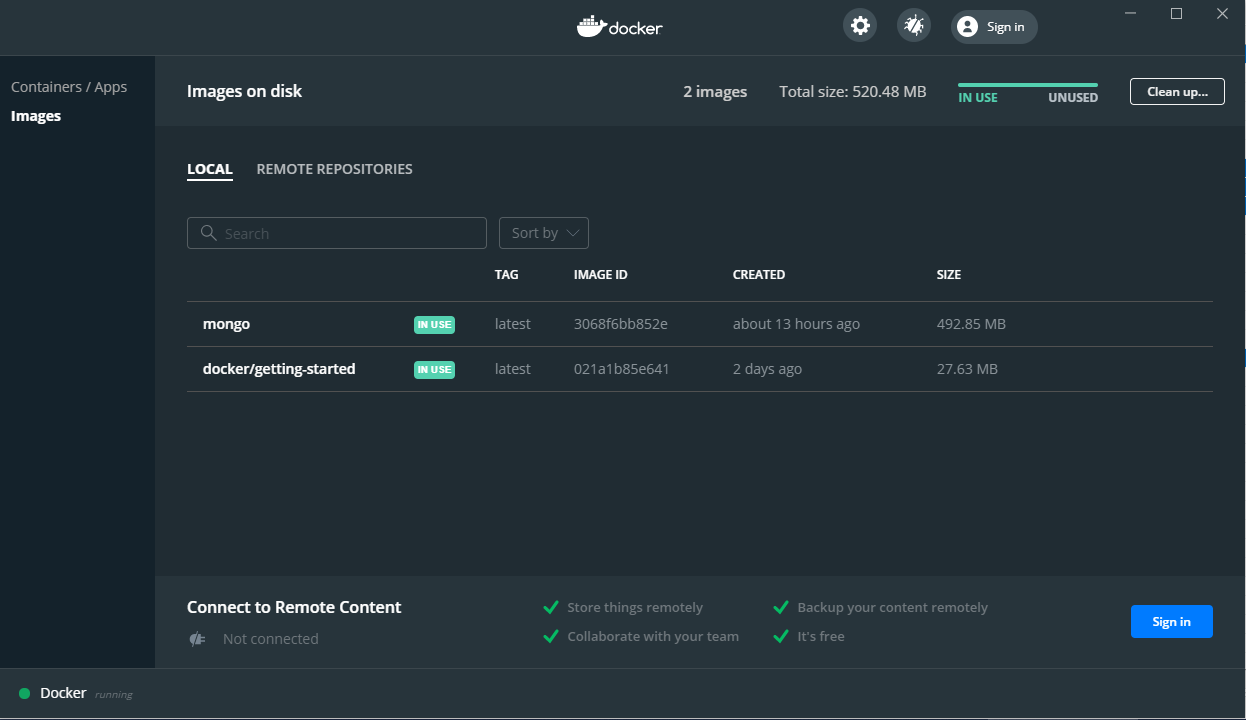 docker
Sign in
Containers / Apps
Images
Images on disk
2 images
Total size: 520.48 MB
IN USE
UNUSED
Clean up...
LOCAL
REMOTE REPOSITORIES
Search
Sort by
TAG IMAGE ID CREATED SIZE
mongo IN USE latest 3068f6bb852e about 13 hours ago 492.85 MB
docker/getting-started IN USE latest 021a1b85e641 2 days ago 27.63 MB
Connect to Remote Content
Not connected
Store things remotely
Backup your content remotely
Collaborate with your team
It's free
Sign in
Docker running